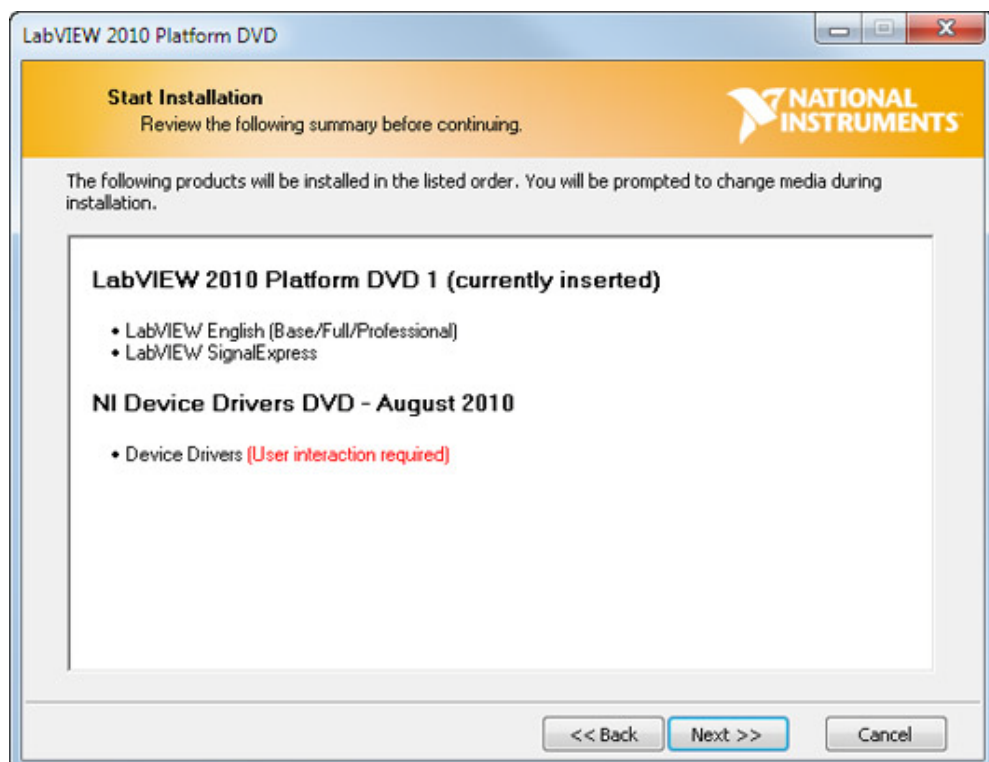 LabVIEW 2010 Platform DVD
Start Installation
Review the following summary before continuing.
NATIONAL
INSTRUMENTS
The following products will be installed in the listed order. You will be prompted to change media during
installation.
LabVIEW 2010 Platform DVD 1 (currently inserted)
• LabVIEW English (Base/Full/Professional)
• LabVIEW SignalExpress
NI Device Drivers DVD - August 2010
• Device Drivers (User interaction required)
<< Back
Next >>
Cancel